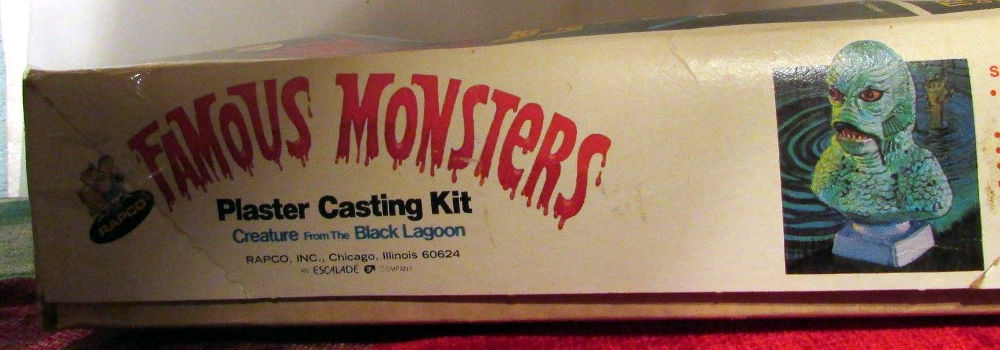 FAMOUS MONSTERS
RAPCO
Plaster Casting Kit
Creature From The Black Lagoon
RAPCO, INC., Chicago, Illinois 60624
AN ESCALADE COMPANY
S